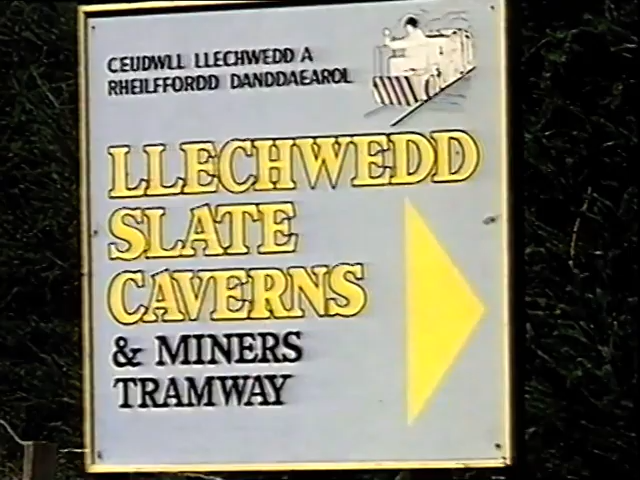 CEUDWLL LLECHWEDD A
RHEILFFORDD DANDDAEAROL
LLECHWEDD
SLATE
CAVERNS
& MINERS
TRAMWAY